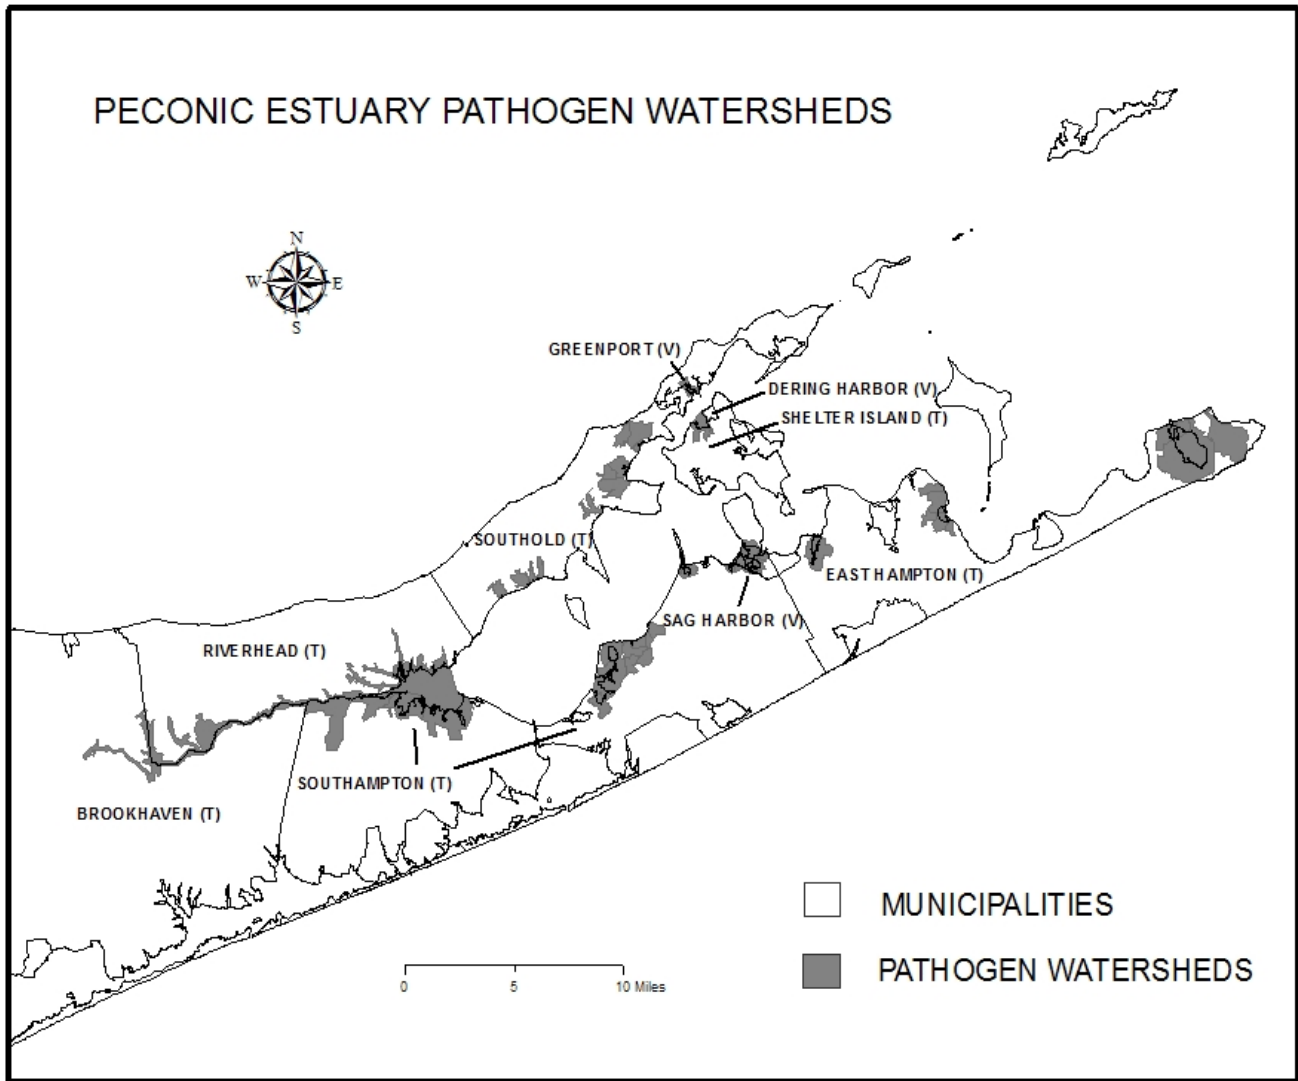 PECONIC ESTUARY PATHOGEN WATERSHEDS
N
W E
S
GREENPORT (V)
DERING HARBOR (V)
SHELTER ISLAND (T)
SOUTHOLD (T)
EAST HAMPTON (T)
SAG HARBOR (V)
RIVERHEAD (T)
SOUTHAMPTON (T)
BROOKHAVEN (T)
MUNICIPALITIES
PATHOGEN WATERSHEDS
0 5 10 Miles